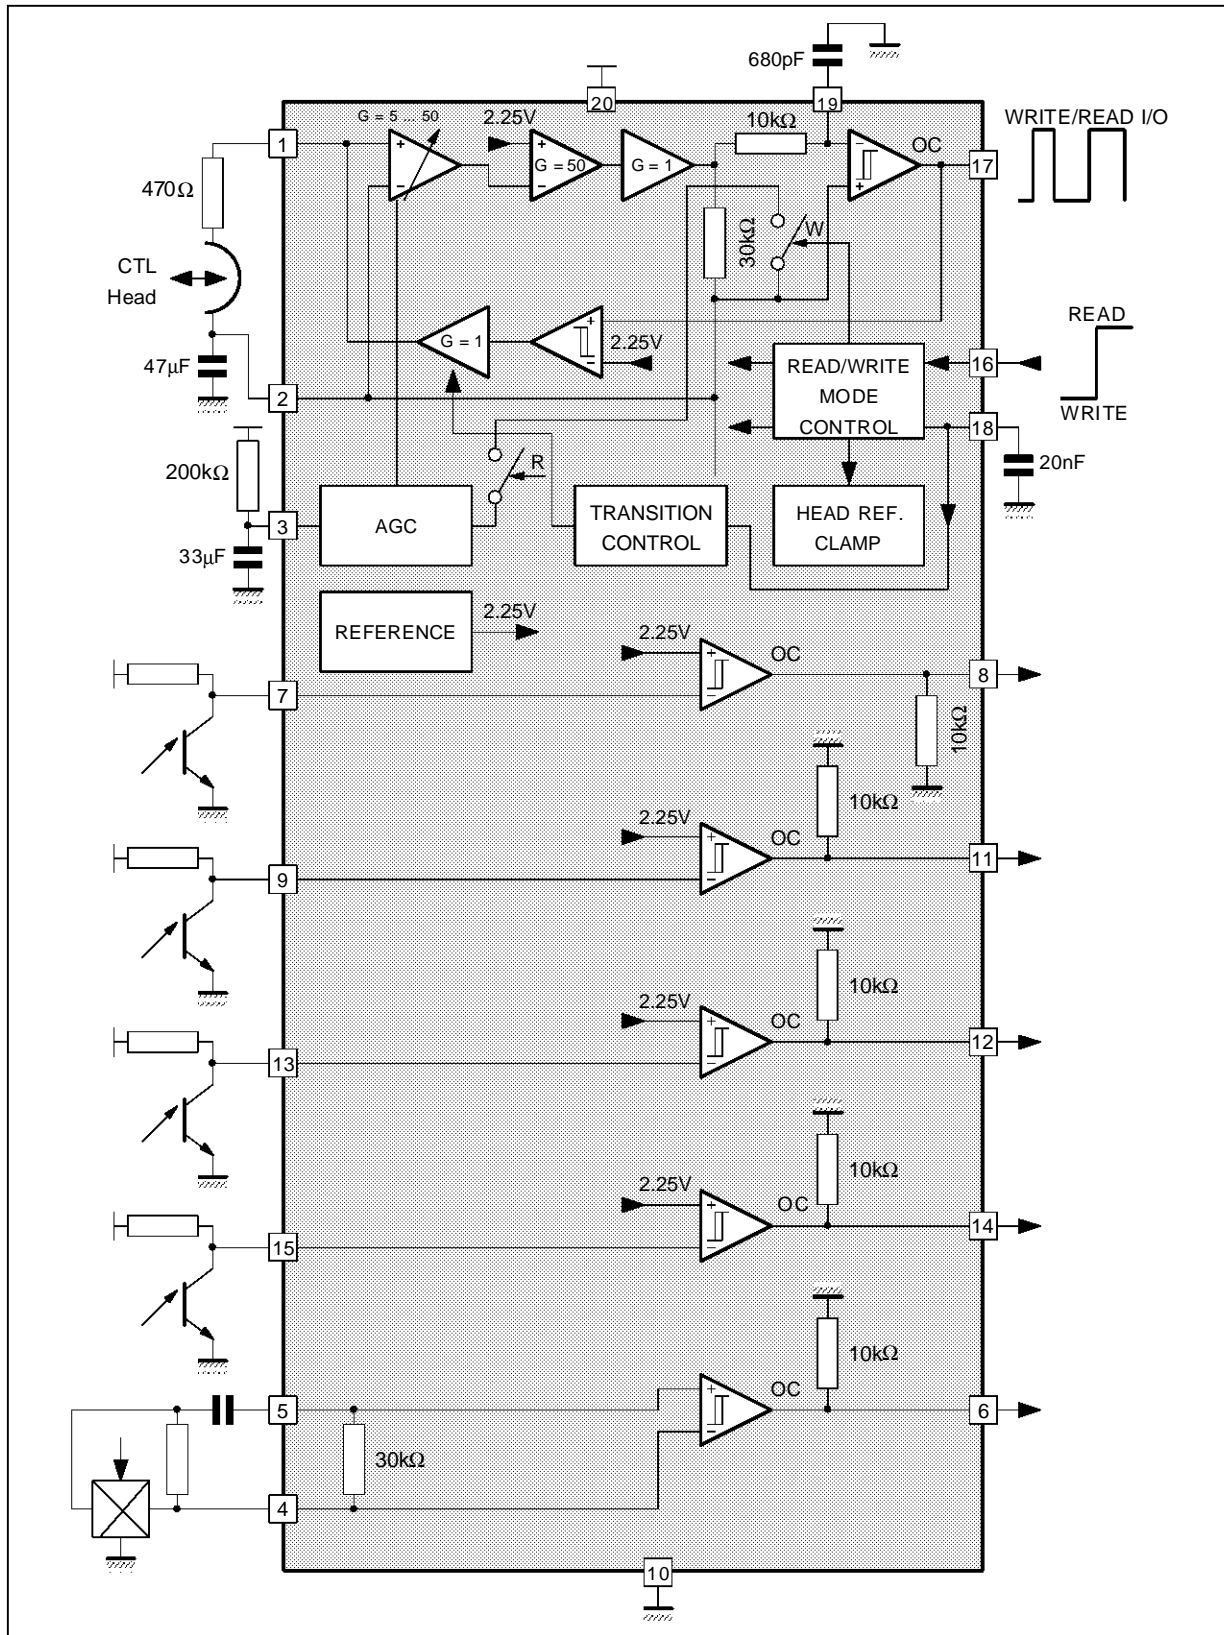 680pF
20
19
G = 5 ... 50
2.25V
10kΩ
WRITE/READ I/O
1
+
+
−
OC
17
G = 50
G = 1
−
−
+
470Ω
30kΩ
W
CTL
Head
READ
+
G = 1
2.25V
−
16
47µF
READ/WRITE
MODE
CONTROL
2
WRITE
18
R
20nF
200kΩ
3
AGC
TRANSITION
CONTROL
HEAD REF.
CLAMP
33µF
REFERENCE
2.25V
2.25V
+
OC
7
−
8
10kΩ
10kΩ
2.25V
+
OC
9
−
11
10kΩ
2.25V
+
OC
13
−
12
10kΩ
2.25V
+
OC
15
−
14
10kΩ
5
+
OC
6
−
30kΩ
4
10